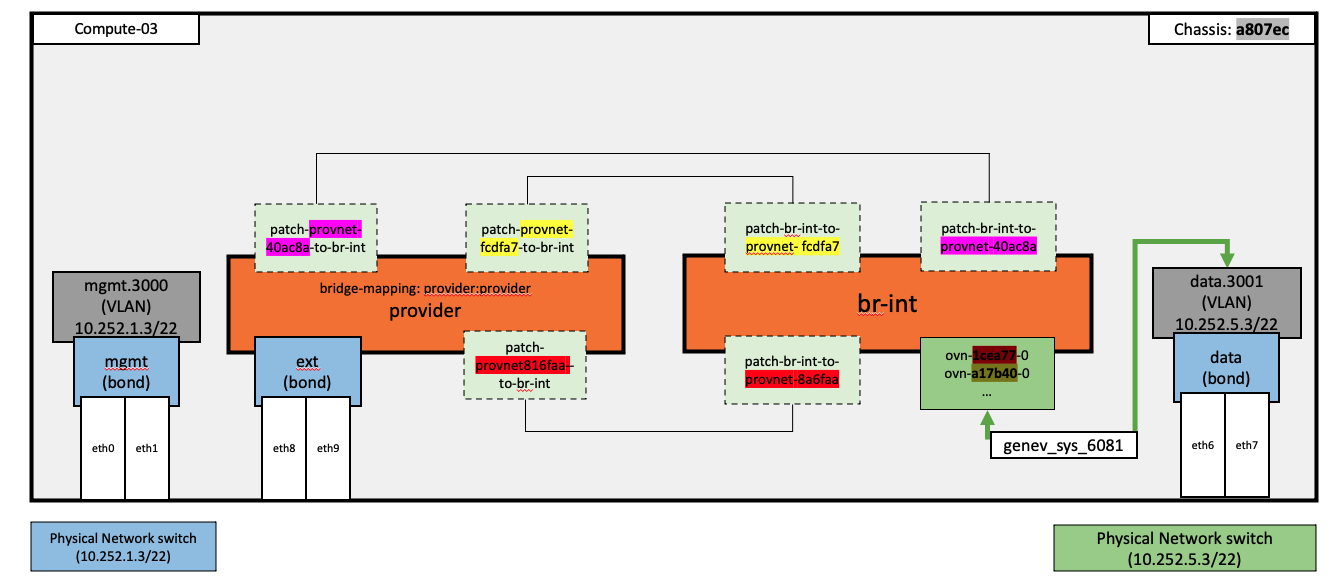 Compute-03
Chassis: a807ec
patch-provnet-
40ac8a-to-br-int
patch-provnet-
fcdfa7-to-br-int
patch-br-int-to-
provnet- fcdfa7
patch-br-int-to-
provnet-40ac8a
mgmt.3000
(VLAN)
10.252.1.3/22
bridge-mapping: provider:provider
provider
br-int
data.3001
(VLAN)
10.252.5.3/22
mgmt
(bond)
ext
(bond)
patch-
provnet816faa–
to-br-int
patch-br-int-to-
provnet-8a6faa
ovn-1cea77-0
ovn-a17b40-0
...
data
(bond)
genev_sys_6081
eth0
eth1
eth8
eth9
eth6
eth7
Physical Network switch
(10.252.1.3/22)
Physical Network switch
(10.252.5.3/22)